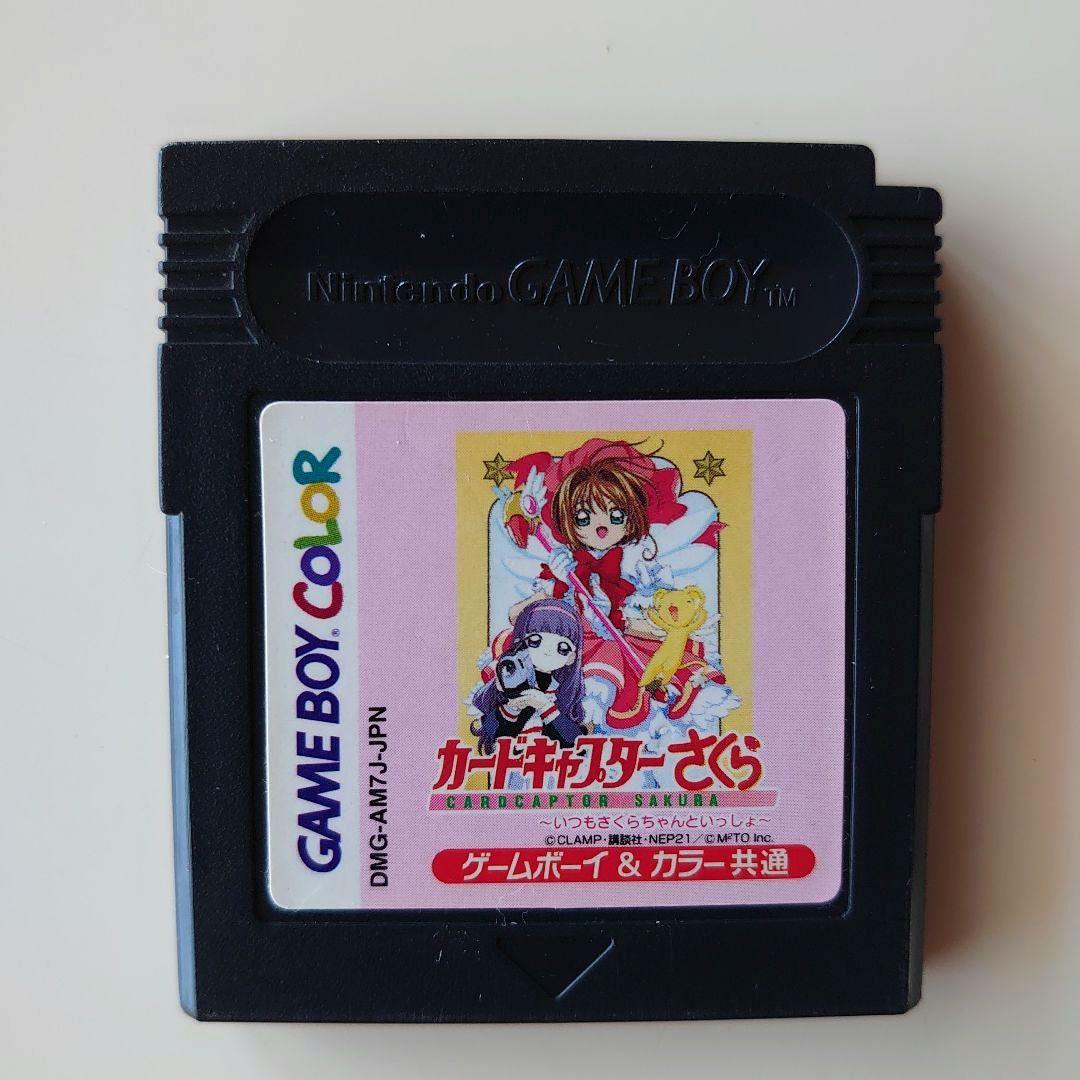 Nintendo GAME BOY TM
GAME BOY® COLOR
DMG-AM7J-JPN
カードキャプターさくら
CARDCAPTOR SAKURA
～いつもさくらちゃんといっしょ～
©CLAMP・講談社・NEP21／©M²TO Inc.
ゲームボーイ & カラー共通